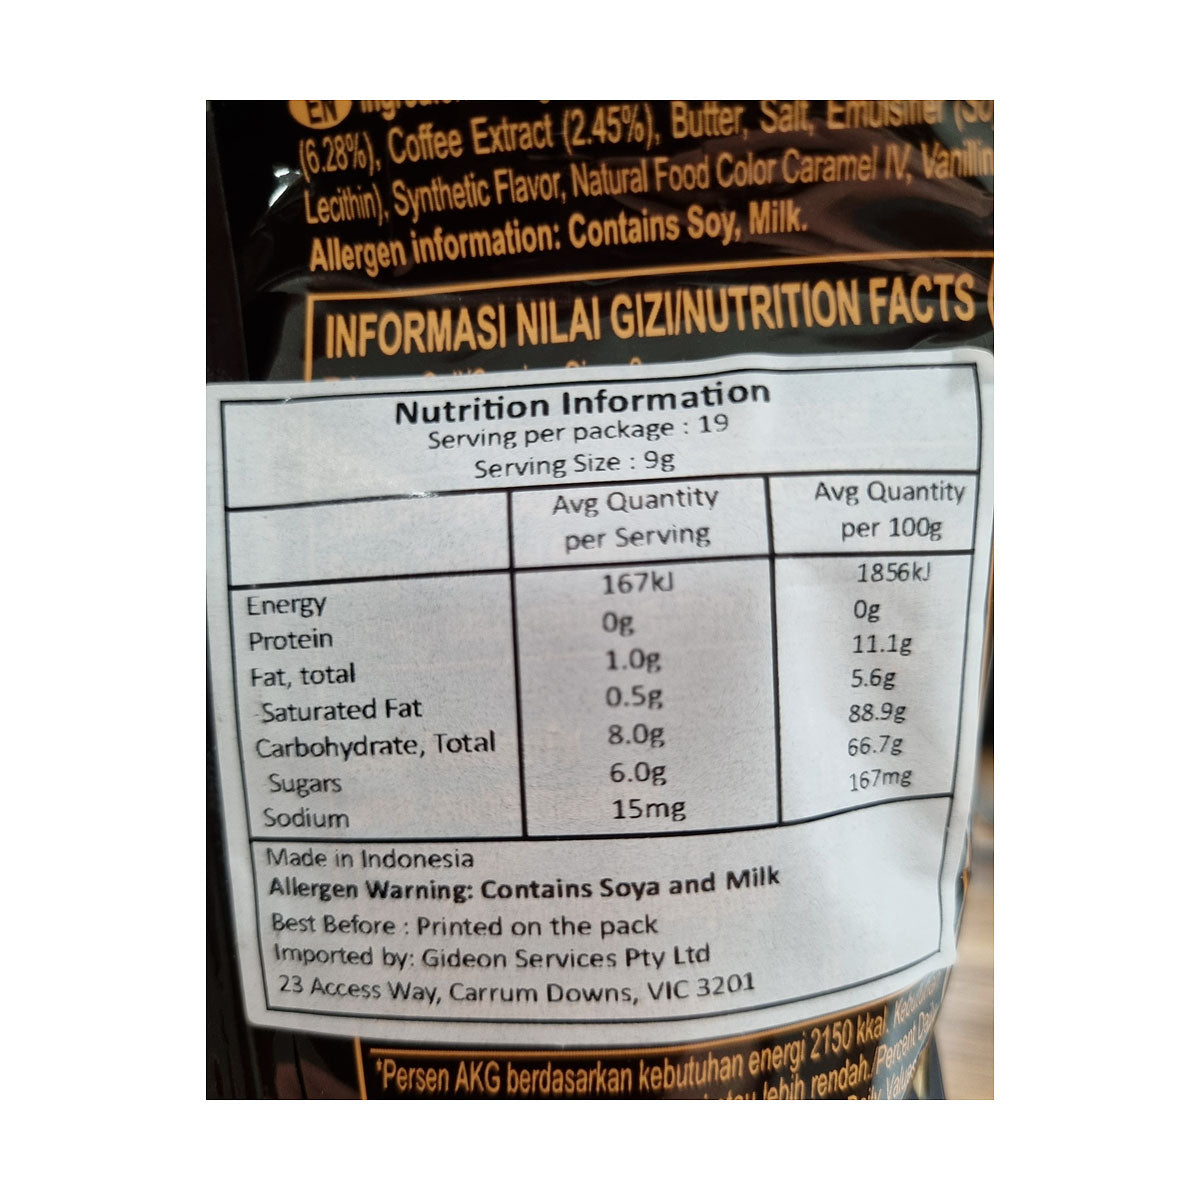 EN
(6.28%), Coffee Extract (2.45%), Butter, Salt, Emulsifier
Lecithin), Synthetic Flavor, Natural Food Color Caramel IV, Vanillin
Allergen information: Contains Soy, Milk.
INFORMASI NILAI GIZI/NUTRITION FACTS
Nutrition Information
Serving per package : 19
Serving Size : 9g
Avg Quantity per Serving Avg Quantity per 100g
Energy 167kJ 1856kJ
Protein 0g 0g
Fat, total 1.0g 11.1g
Saturated Fat 0.5g 5.6g
Carbohydrate, Total 8.0g 88.9g
Sugars 6.0g 66.7g
Sodium 15mg 167mg
Made in Indonesia
Allergen Warning: Contains Soya and Milk
Best Before : Printed on the pack
Imported by: Gideon Services Pty Ltd
23 Access Way, Carrum Downs, VIC 3201
*Persen AKG berdasarkan kebutuhan energi 2150 kkal.
lebih rendah./Percent